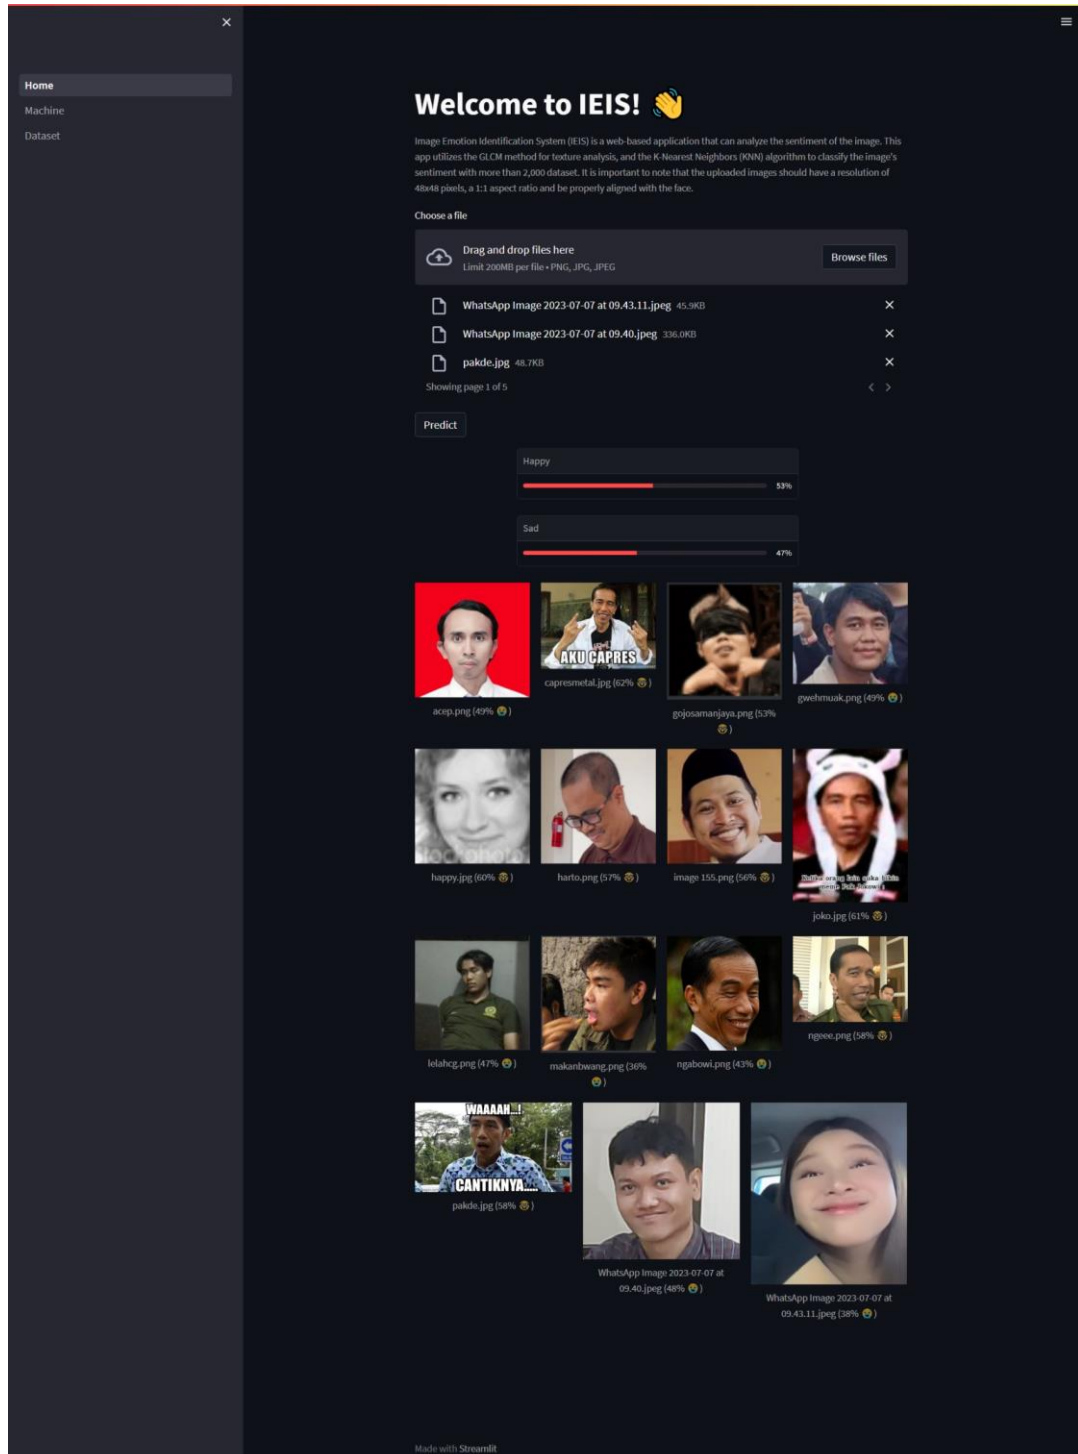 Home
Machine
Dataset
Welcome to IEIS! 👋
Image Emotion Identification System (IEIS) is a web-based application that can analyze the sentiment of the image. This
app utilizes the GLCM method for texture analysis, and the K-Nearest Neighbors (KNN) algorithm to classify the image's
sentiment with more than 2,000 dataset. It is important to note that the uploaded images should have a resolution of
48x48 pixels, a 1:1 aspect ratio and be properly aligned with the face.
Choose a file
Drag and drop files here
Limit 200MB per file • PNG, JPG, JPEG
Browse files
WhatsApp Image 2023-07-07 at 09.43.11.jpeg 45.9KB
WhatsApp Image 2023-07-07 at 09.40.jpeg 336.0KB
pakde.jpg 48.7KB
Showing page 1 of 5
Predict
Happy
53%
Sad
47%
AKU CAPRES
acep.png (49% 😭)
capresmetal.jpg (62% 🤠)
gojosamanjaya.png (53%
🤠)
gwehmuak.png (49% 😭)
happy.jpg (60% 🤠)
harto.png (57% 🤠)
image 155.png (56% 🤠)
Ketika orang lain suka bikin
meme Pak Jokowi
joko.jpg (61% 🤠)
lelahcg.png (47% 😭)
makanbwang.png (36%
😭)
ngabowi.png (43% 😭)
ngeee.png (58% 🤠)
WAAAAH...!
CANTIKNYA....
pakde.jpg (58% 🤠)
WhatsApp Image 2023-07-07 at
09.40.jpeg (48% 😭)
WhatsApp Image 2023-07-07 at
09.43.11.jpeg (38% 😭)
Made with Streamlit